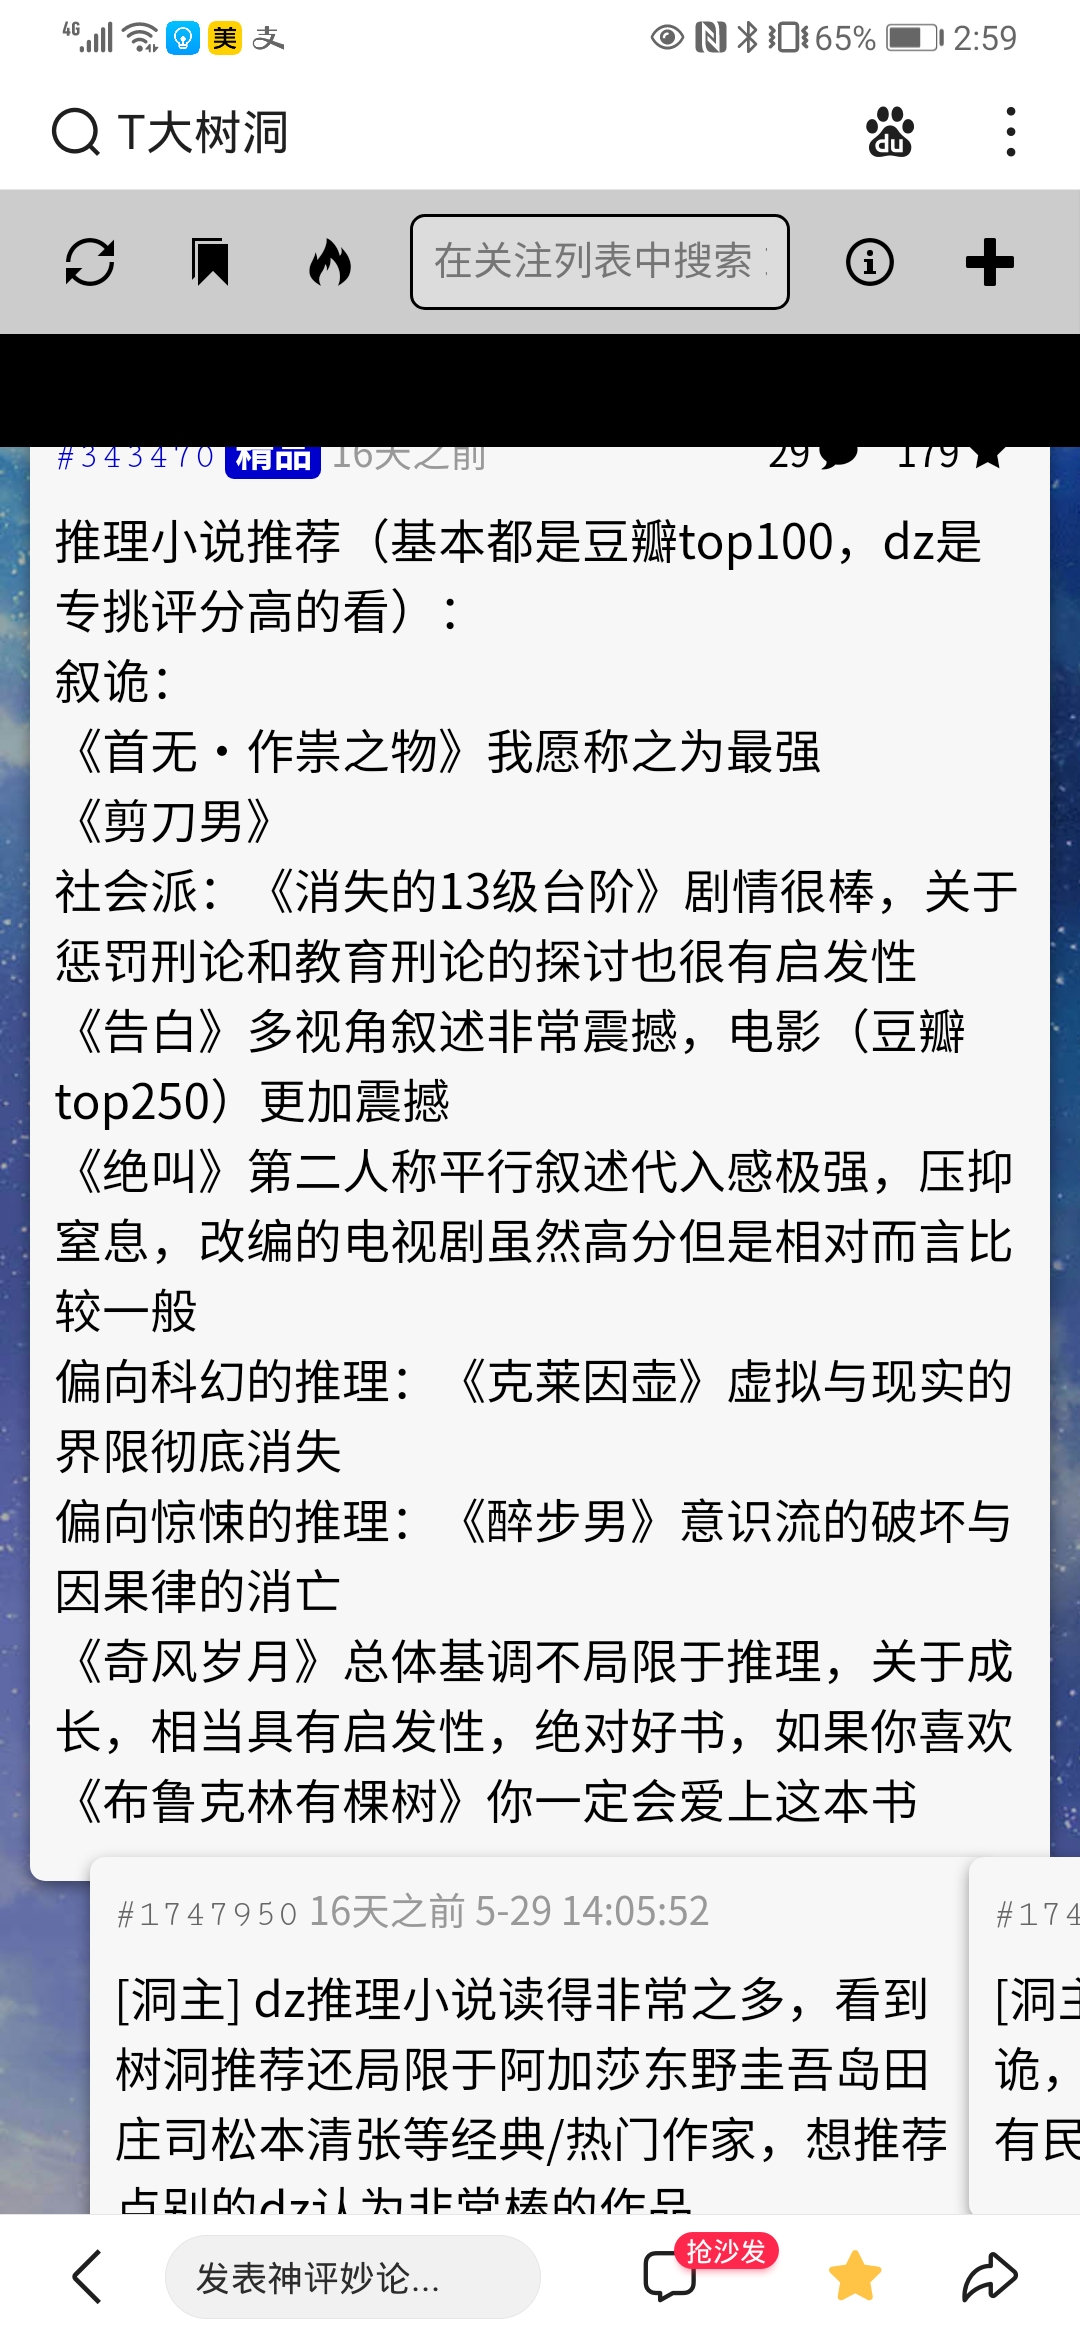 4G 美 支 65% 2:59
T大树洞 du
在关注列表中搜索
#343470 精品 16天之前 29 179
推理小说推荐（基本都是豆瓣top100，dz是
专挑评分高的看）：
叙诡：
《首无·作祟之物》我愿称之为最强
《剪刀男》
社会派：《消失的13级台阶》剧情很棒，关于
惩罚刑论和教育刑论的探讨也很有启发性
《告白》多视角叙述非常震撼，电影（豆瓣
top250）更加震撼
《绝叫》第二人称平行叙述代入感极强，压抑
窒息，改编的电视剧虽然高分但是相对而言比
较一般
偏向科幻的推理：《克莱因壶》虚拟与现实的
界限彻底消失
偏向惊悚的推理：《醉步男》意识流的破坏与
因果律的消亡
《奇风岁月》总体基调不局限于推理，关于成
长，相当具有启发性，绝对好书，如果你喜欢
《布鲁克林有棵树》你一定会爱上这本书
#1747950 16天之前 5-29 14:05:52
[洞主] dz推理小说读得非常之多，看到
树洞推荐还局限于阿加莎东野圭吾岛田
庄司松本清张等经典/热门作家，想推荐
点别的dz认为非常棒的作品
#174
[洞主
诡，
有民
发表神评妙论...
抢沙发